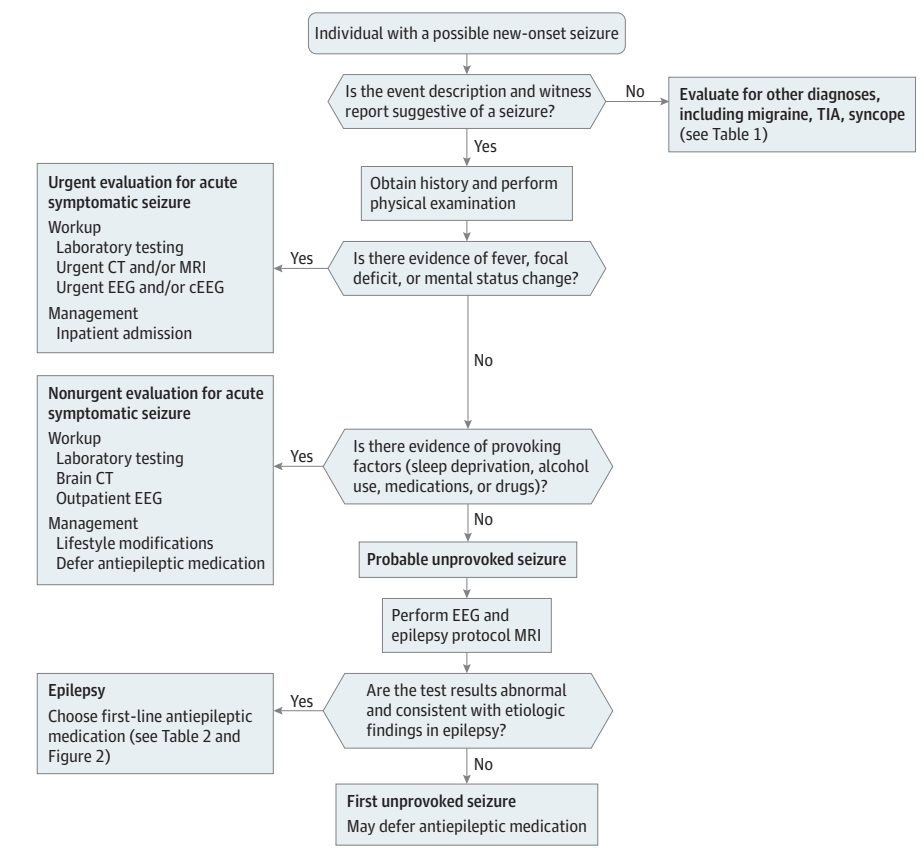 Individual with a possible new-onset seizure
Is the event description and witness
report suggestive of a seizure?
No
Evaluate for other diagnoses,
including migraine, TIA, syncope
(see Table 1)
Yes
Obtain history and perform
physical examination
Is there evidence of fever, focal
deficit, or mental status change?
Yes
Urgent evaluation for acute
symptomatic seizure
Workup
Laboratory testing
Urgent CT and/or MRI
Urgent EEG and/or cEEG
Management
Inpatient admission
No
Is there evidence of provoking
factors (sleep deprivation, alcohol
use, medications, or drugs)?
Yes
Nonurgent evaluation for acute
symptomatic seizure
Workup
Laboratory testing
Brain CT
Outpatient EEG
Management
Lifestyle modifications
Defer antiepileptic medication
No
Probable unprovoked seizure
Perform EEG and
epilepsy protocol MRI
Are the test results abnormal
and consistent with etiologic
findings in epilepsy?
Yes
Epilepsy
Choose first-line antiepileptic
medication (see Table 2 and
Figure 2)
No
First unprovoked seizure
May defer antiepileptic medication